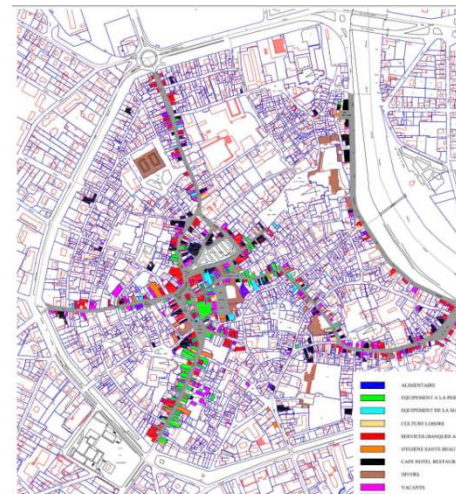 ALIMENTAIRE
EQUIPEMENT A LA PER
EQUIPEMENT DE LA MA
CULTURE LOISIRS
SERVICES (BANQUES A
HYGIENE SANTE BEAU
CAFE HOTEL RESTAUR
DIVERS
VACANTS